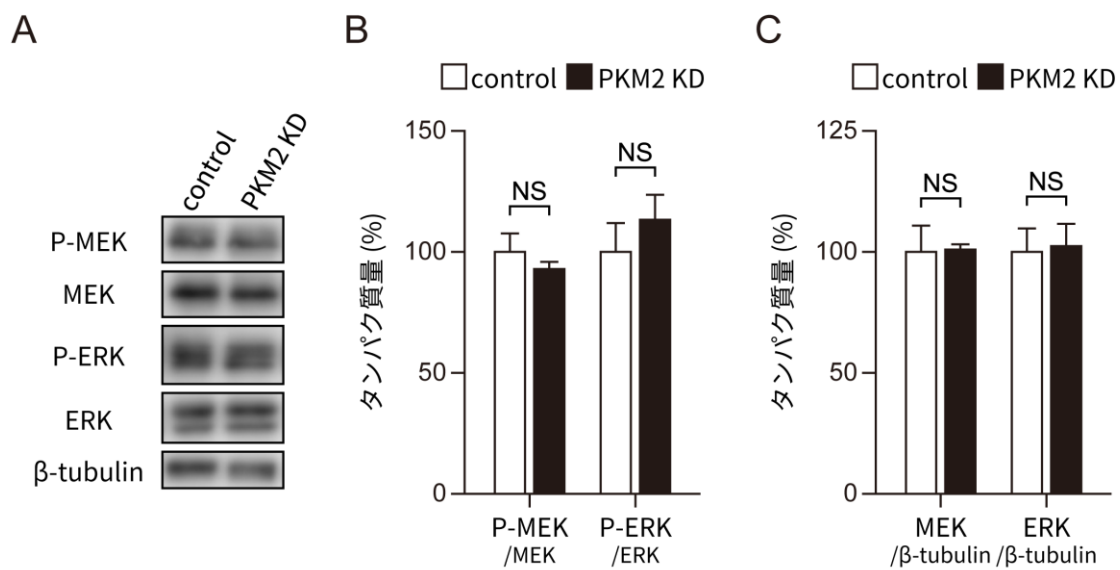 A
control
PKM2 KD
P-MEK
MEK
P-ERK
ERK
β-tubulin
B
control
PKM2 KD
タンパク質量 (%)
150
100
50
0
NS
NS
P-MEK
/MEK
P-ERK
/ERK
C
control
PKM2 KD
タンパク質量 (%)
125
100
50
0
NS
NS
MEK
/β-tubulin
ERK
/β-tubulin